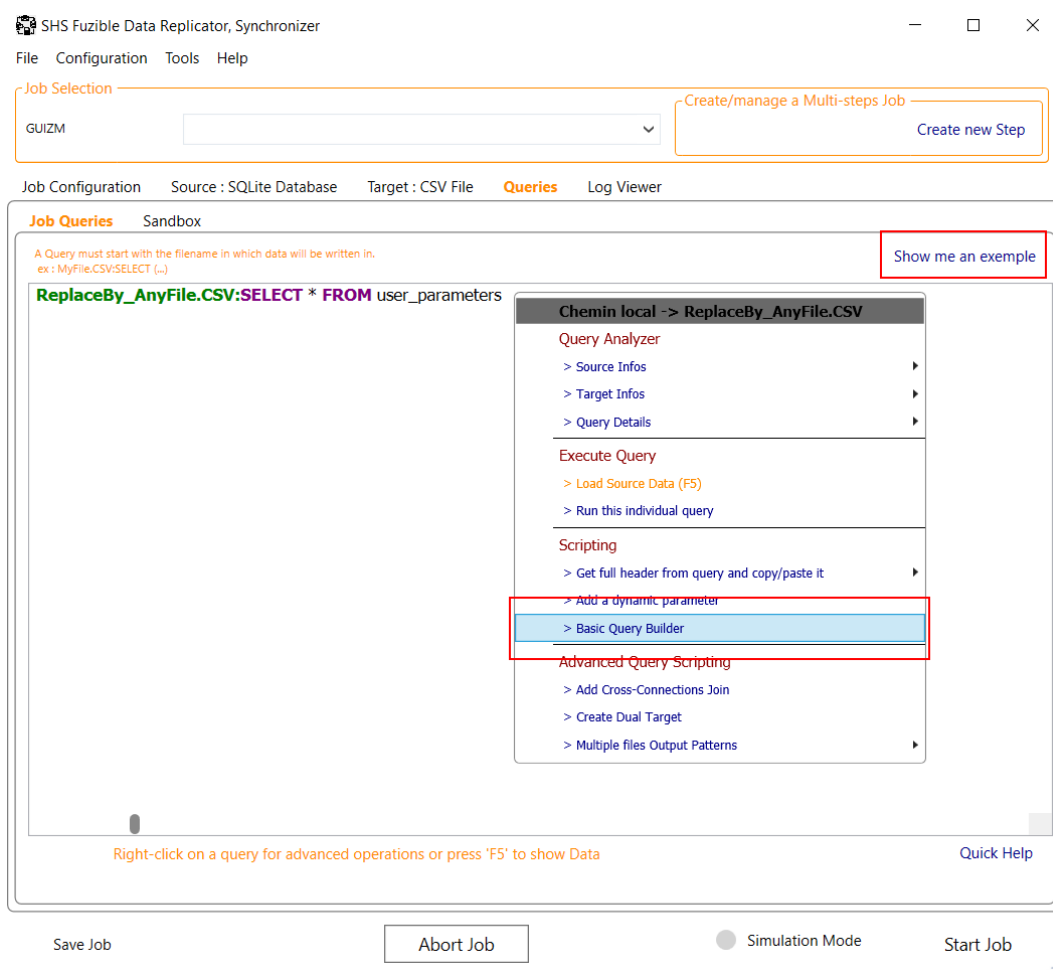 SHS Fuzible Data Replicator, Synchronizer
File Configuration Tools Help
Job Selection
Create/manage a Multi-steps Job
GUIZM
Create new Step
Job Configuration Source : SQLite Database Target : CSV File Queries Log Viewer
Job Queries Sandbox
A Query must start with the filename in which data will be written in.
ex : MyFile.CSV:SELECT (...)
Show me an exemple
ReplaceBy_AnyFile.CSV:SELECT * FROM user_parameters
Chemin local -> ReplaceBy_AnyFile.CSV
Query Analyzer
> Source Infos
> Target Infos
> Query Details
Execute Query
> Load Source Data (F5)
> Run this individual query
Scripting
> Get full header from query and copy/paste it
> Add a dynamic parameter
> Basic Query Builder
Advanced Query Scripting
> Add Cross-Connections Join
> Create Dual Target
> Multiple files Output Patterns
Right-click on a query for advanced operations or press 'F5' to show Data
Quick Help
Save Job Abort Job Simulation Mode Start Job